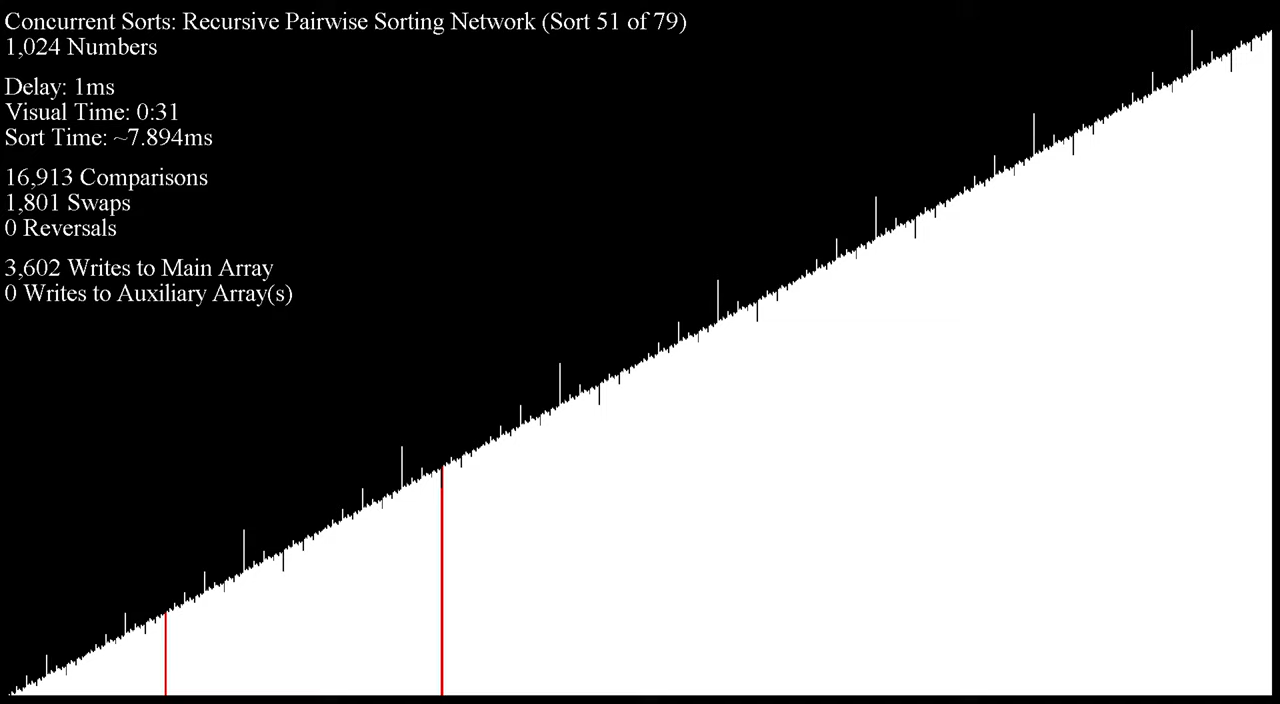 Concurrent Sorts: Recursive Pairwise Sorting Network (Sort 51 of 79)
1,024 Numbers
Delay: 1ms
Visual Time: 0:31
Sort Time: ~7.894ms
16,913 Comparisons
1,801 Swaps
0 Reversals
3,602 Writes to Main Array
0 Writes to Auxiliary Array(s)